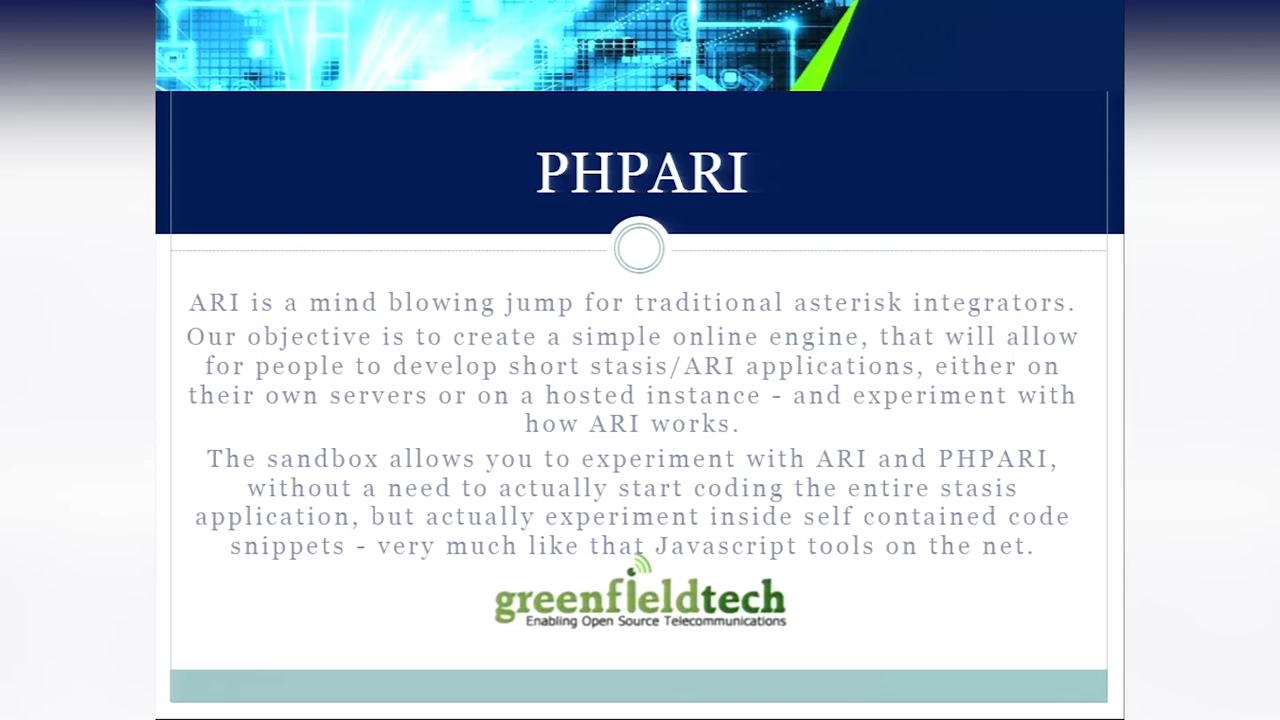 PHPARI
ARI is a mind blowing jump for traditional asterisk integrators.
Our objective is to create a simple online engine, that will allow
for people to develop short stasis/ARI applications, either on
their own servers or on a hosted instance - and experiment with
how ARI works.
The sandbox allows you to experiment with ARI and PHPARI,
without a need to actually start coding the entire stasis
application, but actually experiment inside self contained code
snippets - very much like that Javascript tools on the net.
greenfieldtech
Enabling Open Source Telecommunications